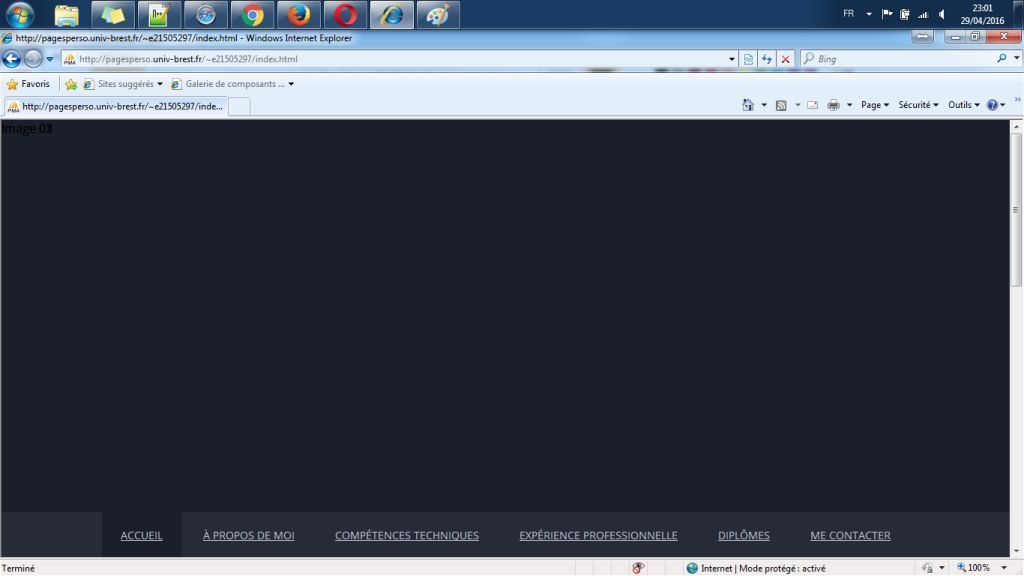 FR
23:01
29/04/2016
http://pagesperso.univ-brest.fr/~e21505297/index.html - Windows Internet Explorer
http://pagesperso.univ-brest.fr/~e21505297/index.html
Bing
Favoris
Sites suggérés
Galerie de composants ...
http://pagesperso.univ-brest.fr/~e21505297/inde...
Page
Sécurité
Outils
Image
ACCUEIL
À PROPOS DE MOI
COMPÉTENCES TECHNIQUES
EXPÉRIENCE PROFESSIONNELLE
DIPLÔMES
ME CONTACTER
Terminé
Internet | Mode protégé : activé
100%